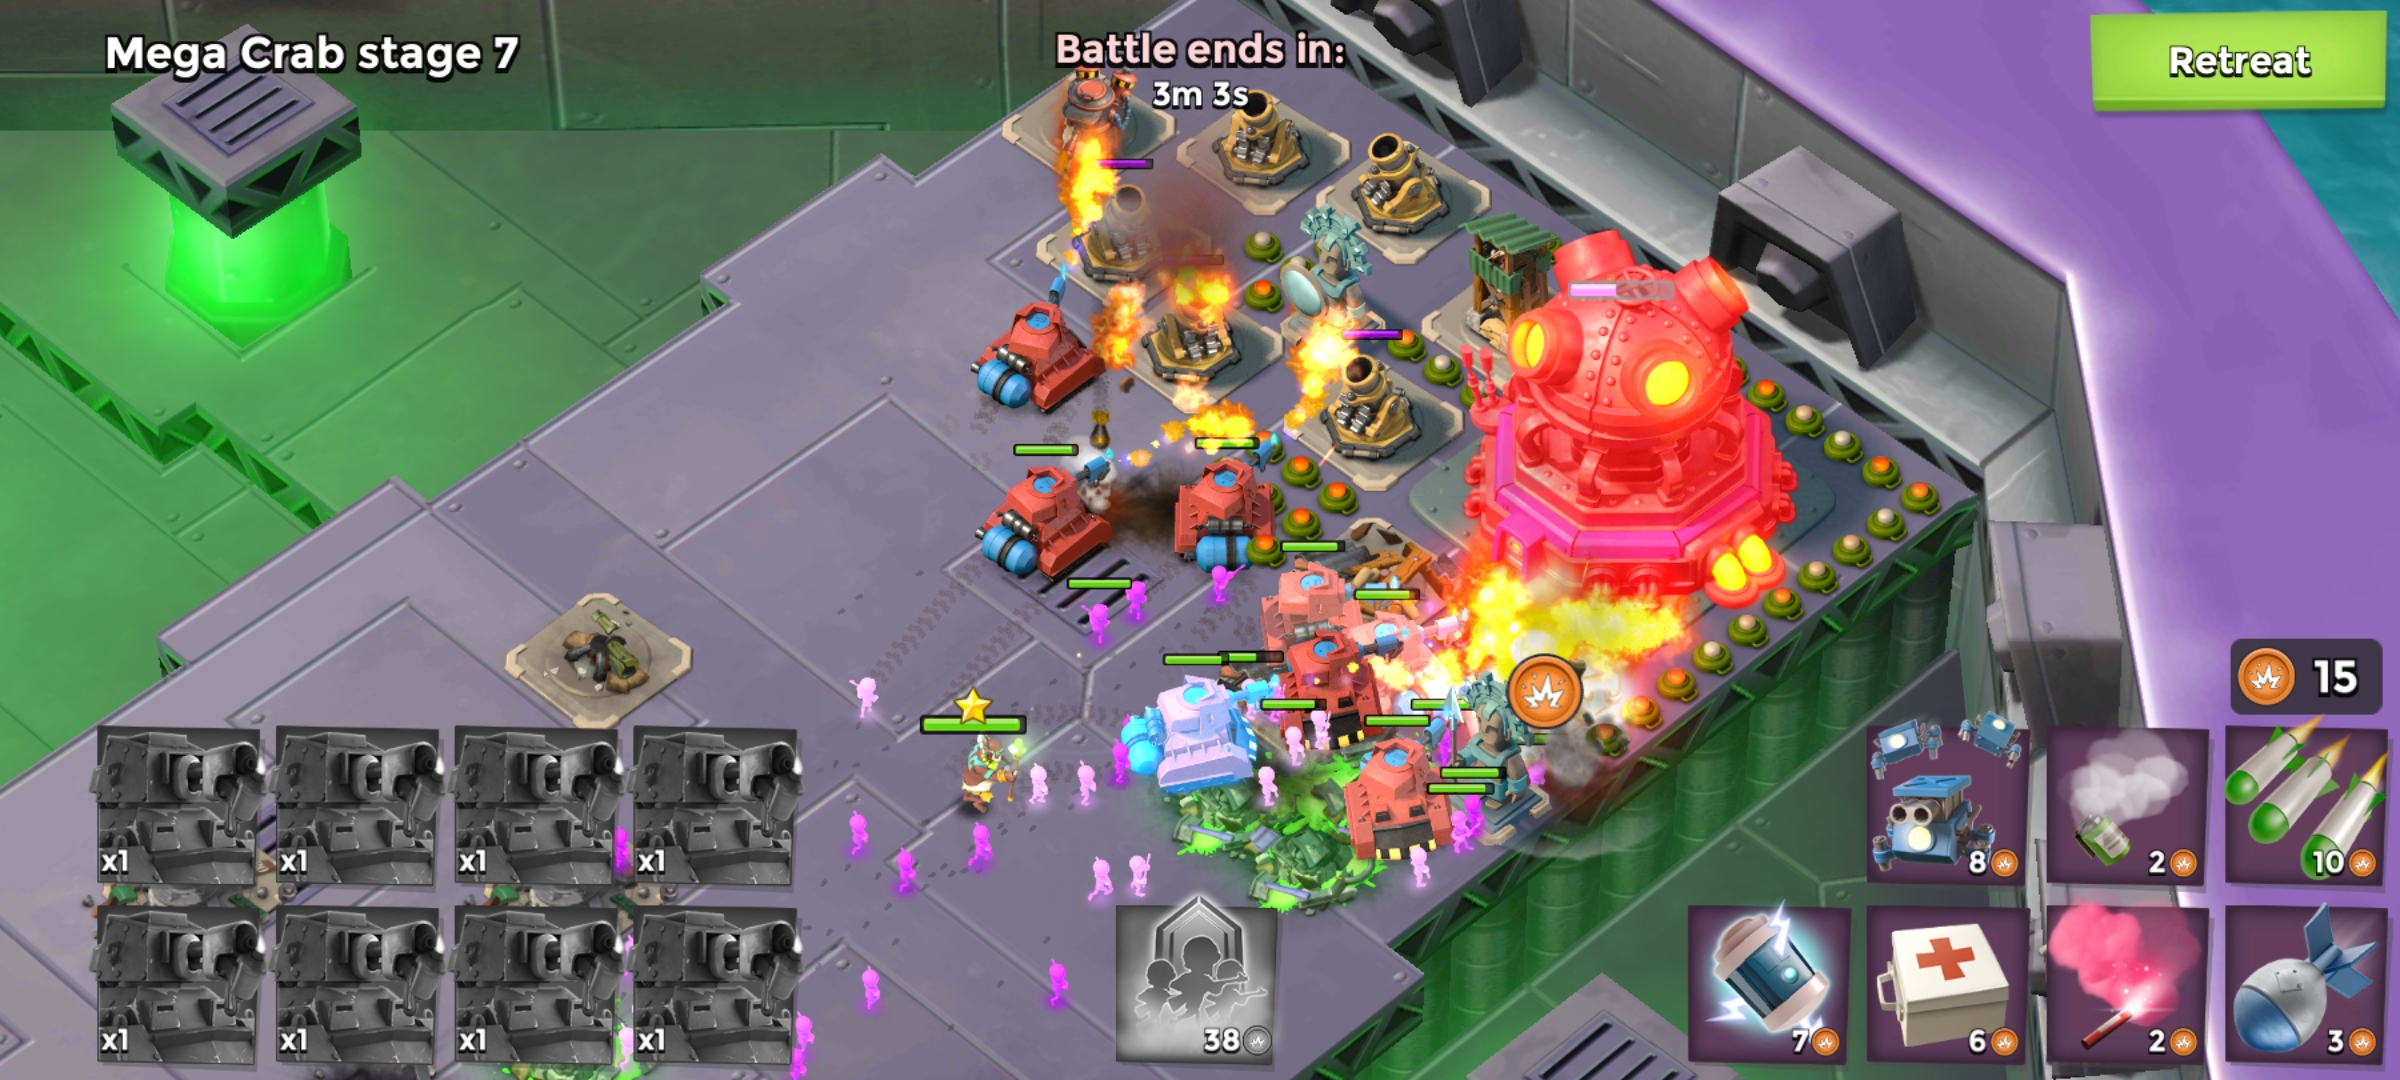 Mega Crab stage 7
Battle ends in:
3m 3s
Retreat
15
x1
x1
x1
x1
8
2
10
x1
x1
x1
x1
38
7
6
2
3